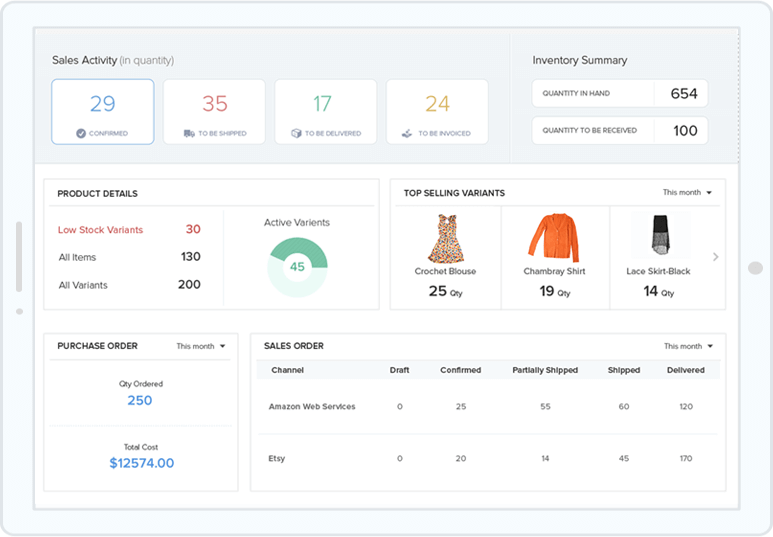 Sales Activity (in quantity)
29
CONFIRMED
35
TO BE SHIPPED
17
TO BE DELIVERED
24
TO BE INVOICED
Inventory Summary
QUANTITY IN HAND 654
QUANTITY TO BE RECEIVED 100
PRODUCT DETAILS
Low Stock Variants 30
All Items 130
All Variants 200
Active Varients
45
TOP SELLING VARIANTS This month
Crochet Blouse
25 Qty
Chambray Shirt
19 Qty
Lace Skirt-Black
14 Qty
PURCHASE ORDER This month
Qty Ordered
250
Total Cost
$12574.00
SALES ORDER This month
Channel Draft Confirmed Partially Shipped Shipped Delivered
Amazon Web Services 0 25 55 60 120
Etsy 0 20 14 45 170